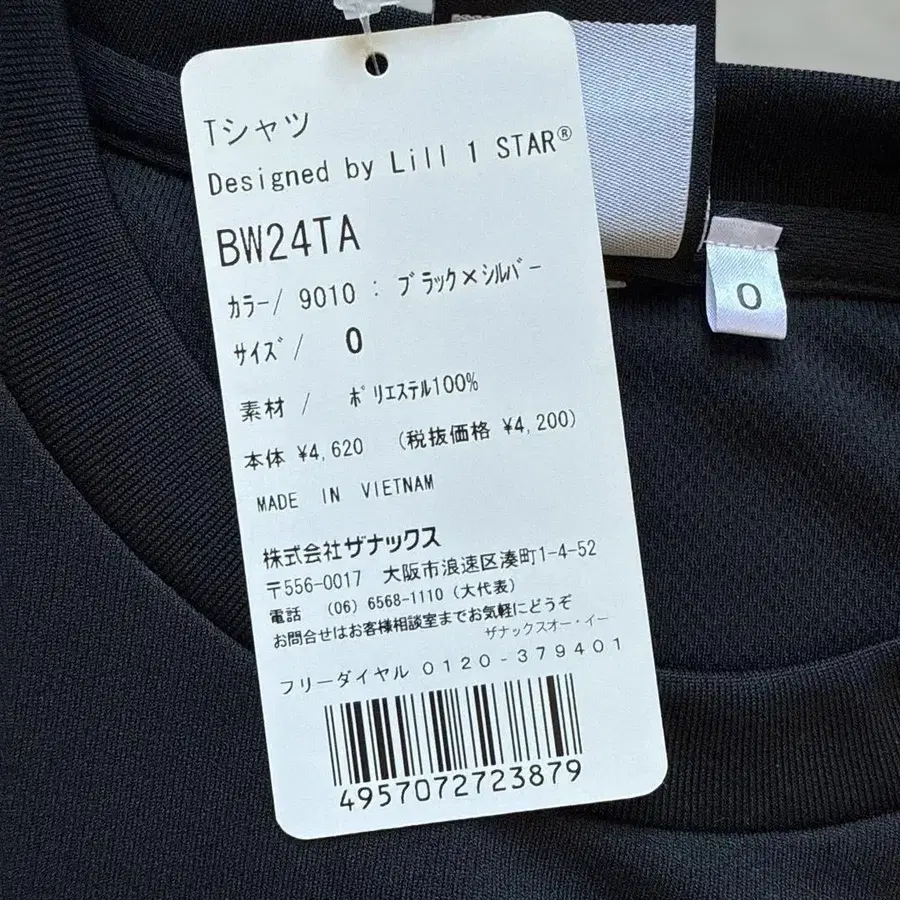 Tシャツ
Designed by Lill 1 STAR®
BW24TA
カラー/ 9010 : ブラック×シルバー
サイズ/ 0
素材 / ポリエステル100%
本体 ¥4,620 (税抜価格 ¥4,200)
MADE IN VIETNAM
株式会社ザナックス
〒556-0017 大阪市浪速区湊町1-4-52
電話 (06) 6568-1110 (大代表)
お問合せはお客様相談室までお気軽にどうぞ
ザナックスオー・イー
フリーダイヤル 0120-379401
4957072723879
0